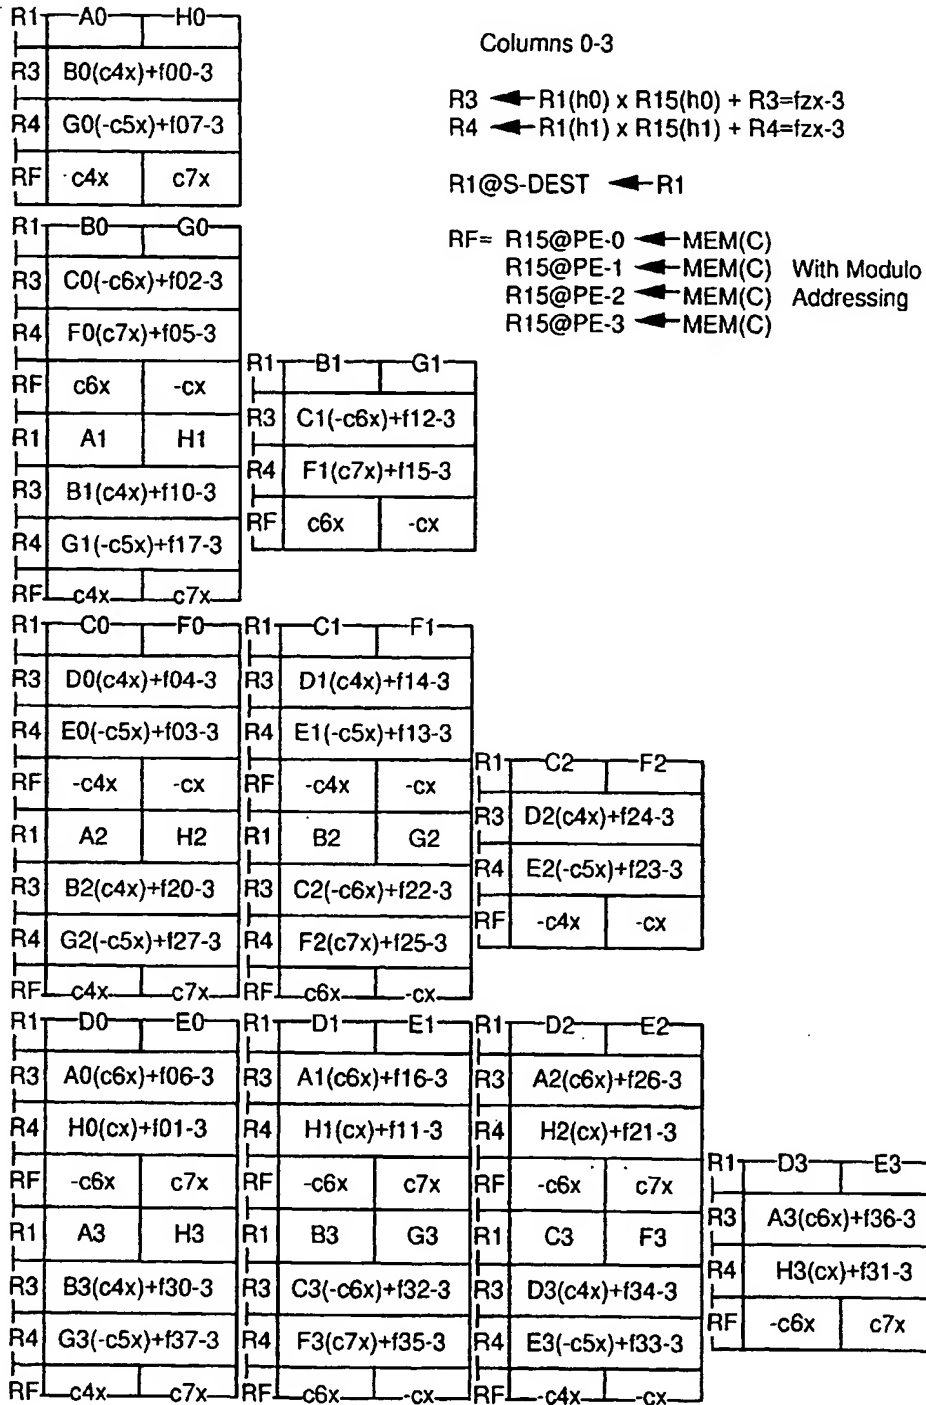 R1 A0 H0
R3 B0(c4x)+f00-3
R4 G0(-c5x)+f07-3
RF c4x c7x
Columns 0-3
R3 ◄─ R1(h0) x R15(h0) + R3=fzx-3
R4 ◄─ R1(h1) x R15(h1) + R4=fzx-3
R1@S-DEST ◄─ R1
RF= R15@PE-0 ◄─ MEM(C)
R15@PE-1 ◄─ MEM(C) With Modulo
R15@PE-2 ◄─ MEM(C) Addressing
R15@PE-3 ◄─ MEM(C)
R1 B0 G0
R3 C0(-c6x)+f02-3
R4 F0(c7x)+f05-3
RF c6x -cx
R1 A1 H1
R3 B1(c4x)+f10-3
R4 G1(-c5x)+f17-3
RF c4x c7x
R1 B1 G1
R3 C1(-c6x)+f12-3
R4 F1(c7x)+f15-3
RF c6x -cx
R1 C0 F0
R3 D0(c4x)+f04-3
R4 E0(-c5x)+f03-3
RF -c4x -cx
R1 A2 H2
R3 B2(c4x)+f20-3
R4 G2(-c5x)+f27-3
RF c4x c7x
R1 C1 F1
R3 D1(c4x)+f14-3
R4 E1(-c5x)+f13-3
RF -c4x -cx
R1 B2 G2
R3 C2(-c6x)+f22-3
R4 F2(c7x)+f25-3
RF c6x -cx
R1 C2 F2
R3 D2(c4x)+f24-3
R4 E2(-c5x)+f23-3
RF -c4x -cx
R1 D0 E0
R3 A0(c6x)+f06-3
R4 H0(cx)+f01-3
RF -c6x c7x
R1 A3 H3
R3 B3(c4x)+f30-3
R4 G3(-c5x)+f37-3
RF c4x c7x
R1 D1 E1
R3 A1(c6x)+f16-3
R4 H1(cx)+f11-3
RF -c6x c7x
R1 B3 G3
R3 C3(-c6x)+f32-3
R4 F3(c7x)+f35-3
RF c6x -cx
R1 D2 E2
R3 A2(c6x)+f26-3
R4 H2(cx)+f21-3
RF -c6x c7x
R1 C3 F3
R3 D3(c4x)+f34-3
R4 E3(-c5x)+f33-3
RF -c4x -cx
R1 D3 E3
R3 A3(c6x)+f36-3
R4 H3(cx)+f31-3
RF -c6x c7x